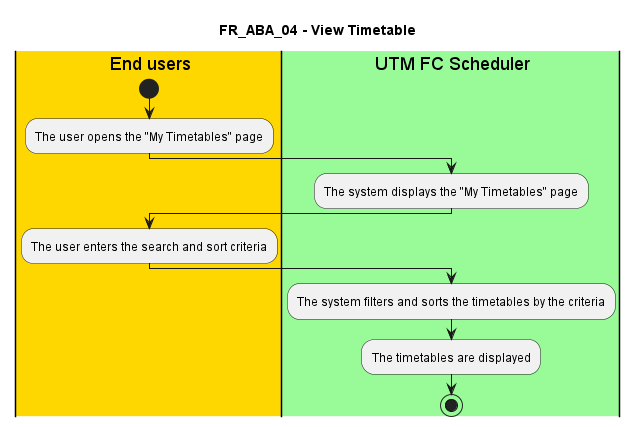 FR_ABA_04 - View Timetable
End users
UTM FC Scheduler
The user opens the "My Timetables" page
The system displays the "My Timetables" page
The user enters the search and sort criteria
The system filters and sorts the timetables by the criteria
The timetables are displayed